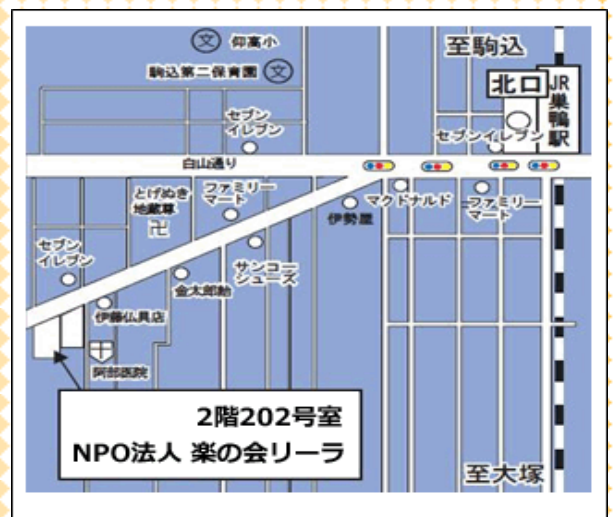 文 仰高小
駒込第二保育園 文
至駒込
北口
JR
巣鴨駅
セブン
イレブン
セブンイレブン
白山通り
とげぬき
地蔵尊
卍
ファミリー
マート
伊勢屋
マクドナルド
ファミリー
マート
セブン
イレブン
サンコー
シューズ
金太郎飴
伊藤仏具店
阿部医院
2階202号室
NPO法人 楽の会リーラ
至大塚